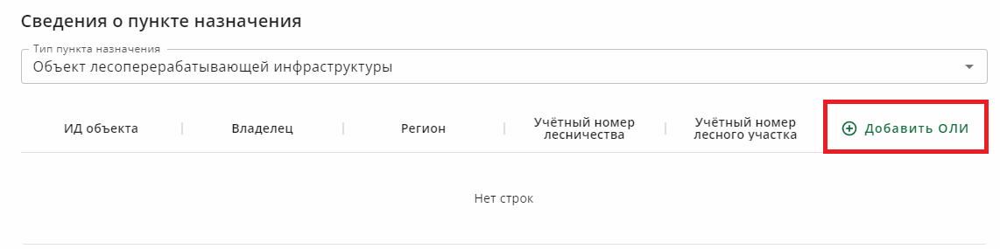 Сведения о пункте назначения
Тип пункта назначения
Объект лесоперерабатывающей инфраструктуры
ИД объекта | Владелец | Регион | Учётный номер лесничества | Учётный номер лесного участка | Добавить ОЛИ
Нет строк